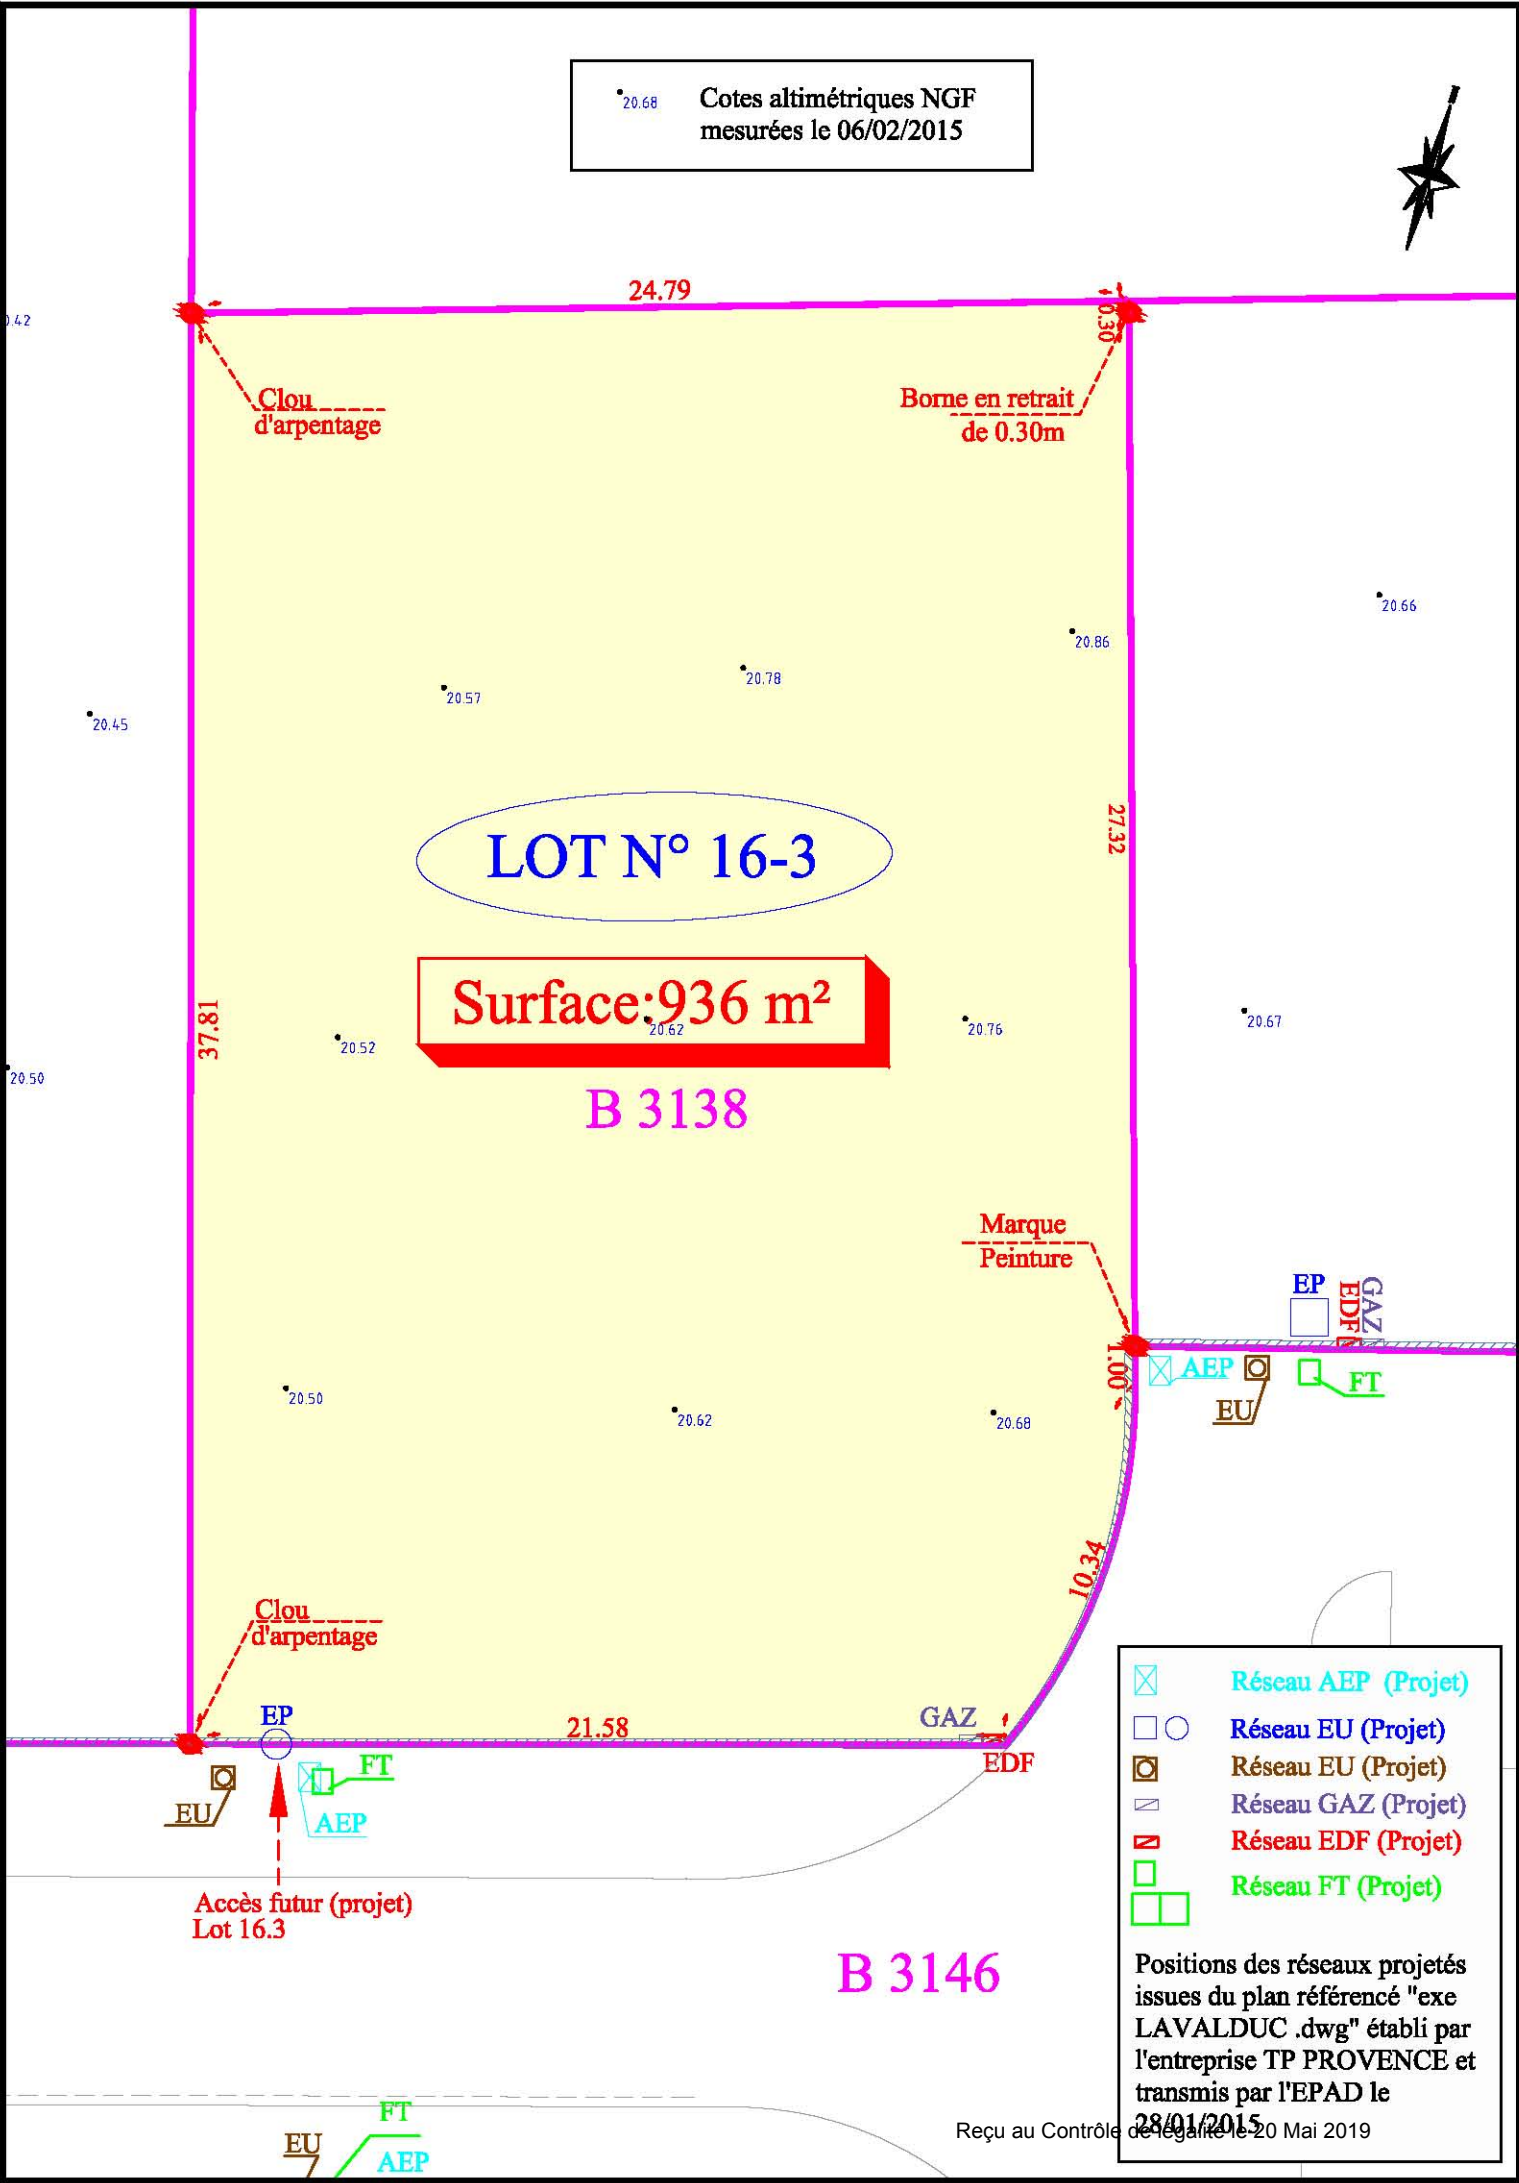 20.68
Cotes altimétriques NGF
mesurées le 06/02/2015
24.79
0.30
Clou
d'arpentage
Borne en retrait
de 0.30m
20.66
20.86
20.78
20.57
20.45
27.32
LOT N° 16-3
37.81
Surface:936 m²
20.52
20.62
20.76
20.67
20.50
B 3138
Marque
Peinture
EP
EDF
GAZ
1.00
AEP
EU
FT
20.50
20.62
20.68
10.34
Clou
d'arpentage
EP
21.58
GAZ
EDF
FT
EU
AEP
Accès futur (projet)
Lot 16.3
B 3146
Réseau AEP (Projet)
Réseau EU (Projet)
Réseau EU (Projet)
Réseau GAZ (Projet)
Réseau EDF (Projet)
Réseau FT (Projet)
Positions des réseaux projetés
issues du plan référencé "exe
LAVALDUC .dwg" établi par
l'entreprise TP PROVENCE et
transmis par l'EPAD le
28/01/2015
Reçu au Contrôle de légalité le 20 Mai 2019
FT
EU
AEP